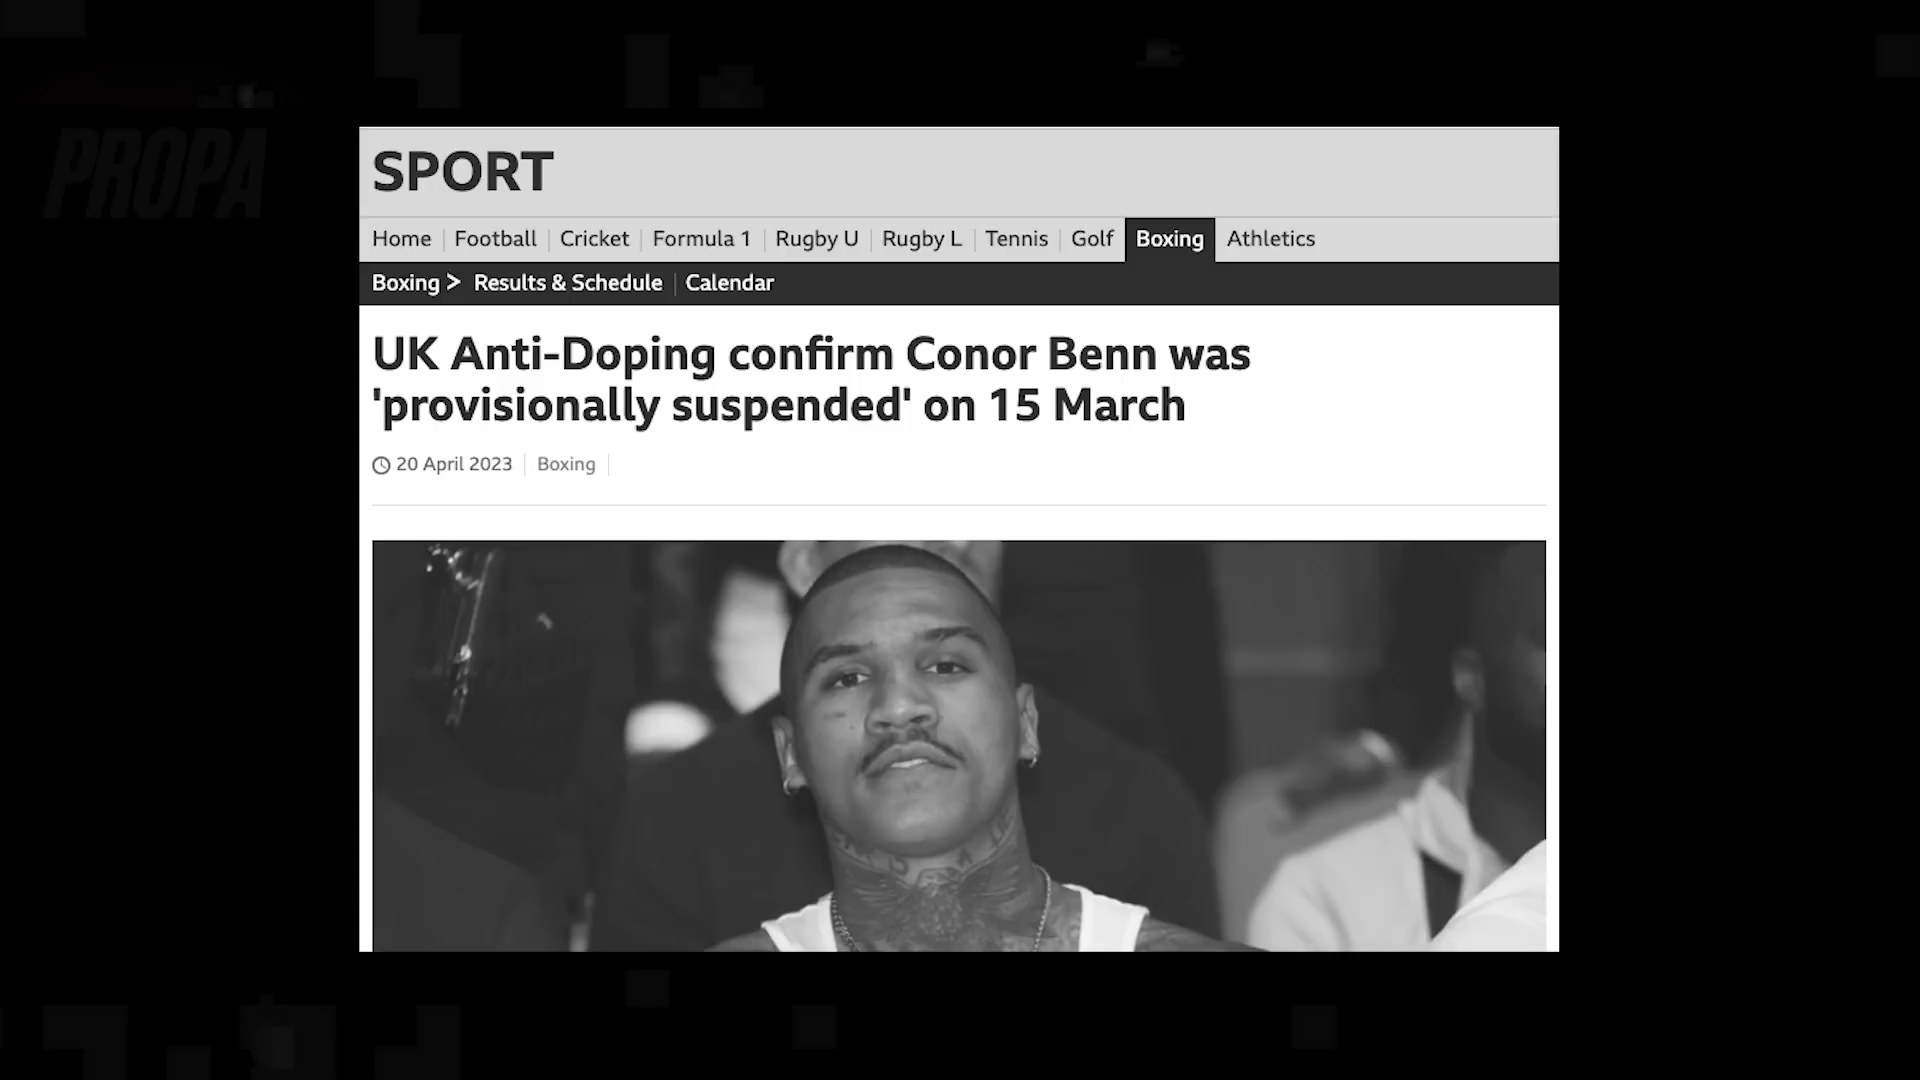 PROPA
SPORT
Home Football Cricket Formula 1 Rugby U Rugby L Tennis Golf Boxing Athletics
Boxing > Results & Schedule Calendar
UK Anti-Doping confirm Conor Benn was
'provisionally suspended' on 15 March
20 April 2023 Boxing